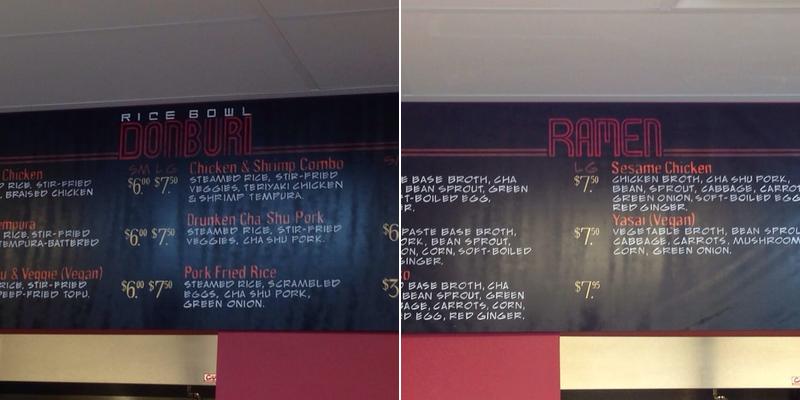 RICE BOWL
DONBURI
SM LG
Chicken
RICE, STIR-FRIED
BRAISED CHICKEN
$6.00 $7.50
Tempura
RICE, STIR-FRIED
TEMPURA-BATTERED
$6.00 $7.50
& Veggie (Vegan)
RICE, STIR-FRIED
DEEP-FRIED TOFU.
$6.00 $7.50
Chicken & Shrimp Combo
STEAMED RICE, STIR-FRIED
VEGGIES, TERIYAKI CHICKEN
& SHRIMP TEMPURA.
Drunken Cha Shu Pork
STEAMED RICE, STIR-FRIED
VEGGIES, CHA SHU PORK.
Pork Fried Rice
STEAMED RICE, SCRAMBLED
EGGS, CHA SHU PORK,
GREEN ONION.
RAMEN
LG
BASE BROTH, CHA
BEAN SPROUT, GREEN
SOFT-BOILED EGG,
$7.50
PASTE BASE BROTH,
PORK, BEAN SPROUT,
ONION, CORN, SOFT-BOILED
GINGER.
$7.50
BASE BROTH, CHA
BEAN SPROUT, GREEN
CABBAGE, CARROTS, CORN,
EGG, RED GINGER.
$7.95
Sesame Chicken
CHICKEN BROTH, CHA SHU PORK,
BEAN, SPROUT, CABBAGE, CARROT
GREEN ONION, SOFT-BOILED EGG
RED GINGER.
Yasai (Vegan)
VEGETABLE BROTH, BEAN SPROU
CABBAGE, CARROTS, MUSHROOM
CORN, GREEN ONION.